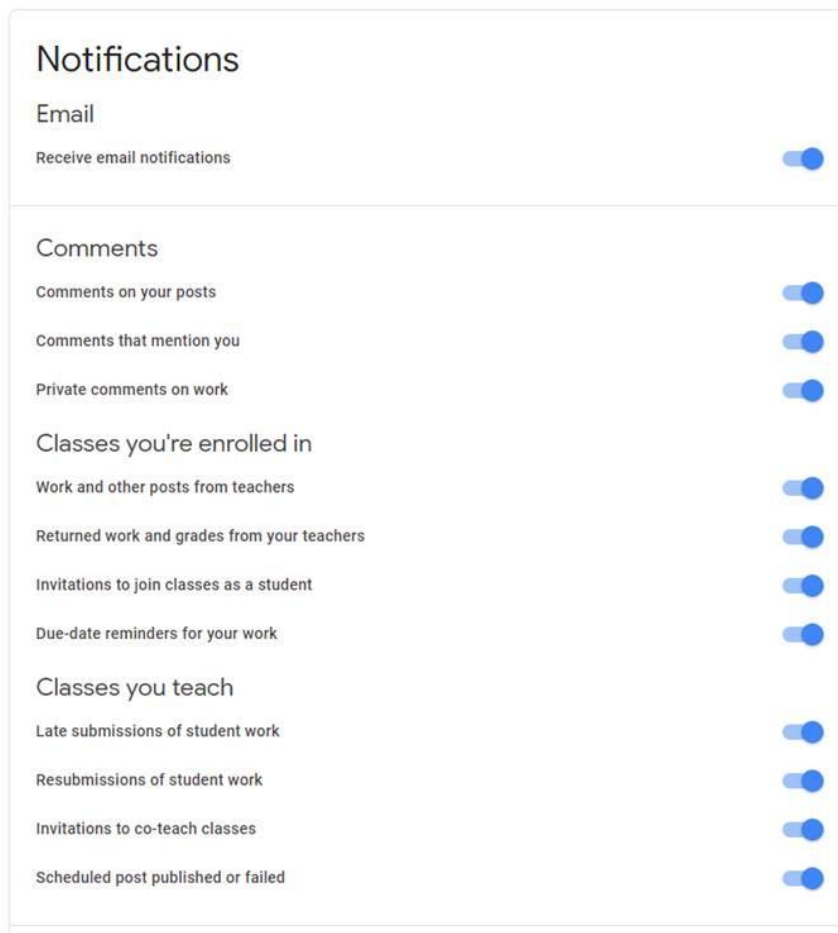 Notifications
Email
Receive email notifications
Comments
Comments on your posts
Comments that mention you
Private comments on work
Classes you're enrolled in
Work and other posts from teachers
Returned work and grades from your teachers
Invitations to join classes as a student
Due-date reminders for your work
Classes you teach
Late submissions of student work
Resubmissions of student work
Invitations to co-teach classes
Scheduled post published or failed